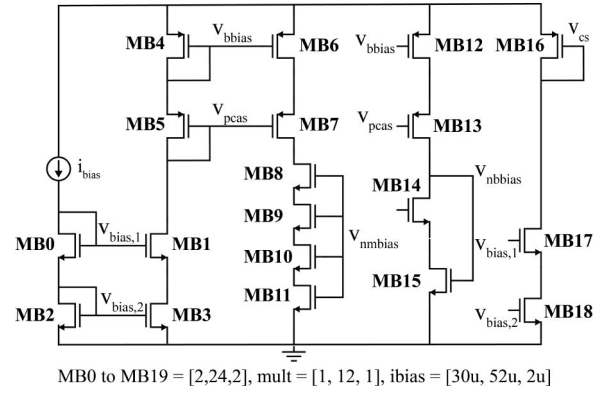 MB4 V_bbias MB6 V_bbias MB12 MB16 V_cs
MB5 V_pcas MB7 V_pcas MB13
i_bias MB8 V_nbbias
MB14
MB9
MB0 V_bias,1 MB1 V_nmbias V_bias,1 MB17
MB10
MB15
MB2 V_bias,2 MB3 MB11 V_bias,2 MB18
MB0 to MB19 = [2,24,2], mult = [1, 12, 1], ibias = [30u, 52u, 2u]